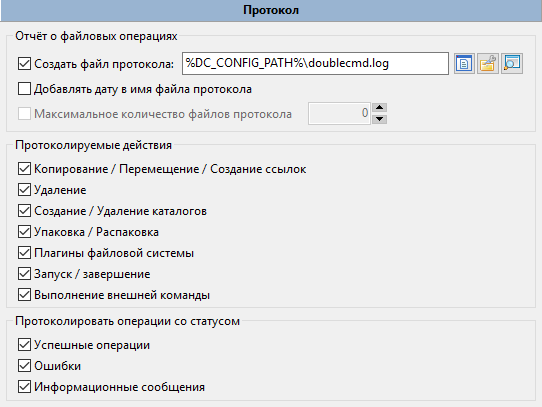 Протокол
Отчёт о файловых операциях
Создать файл протокола: %DC_CONFIG_PATH%\doublecmd.log
Добавлять дату в имя файла протокола
Максимальное количество файлов протокола 0
Протоколируемые действия
Копирование / Перемещение / Создание ссылок
Удаление
Создание / Удаление каталогов
Упаковка / Распаковка
Плагины файловой системы
Запуск / завершение
Выполнение внешней команды
Протоколировать операции со статусом
Успешные операции
Ошибки
Информационные сообщения